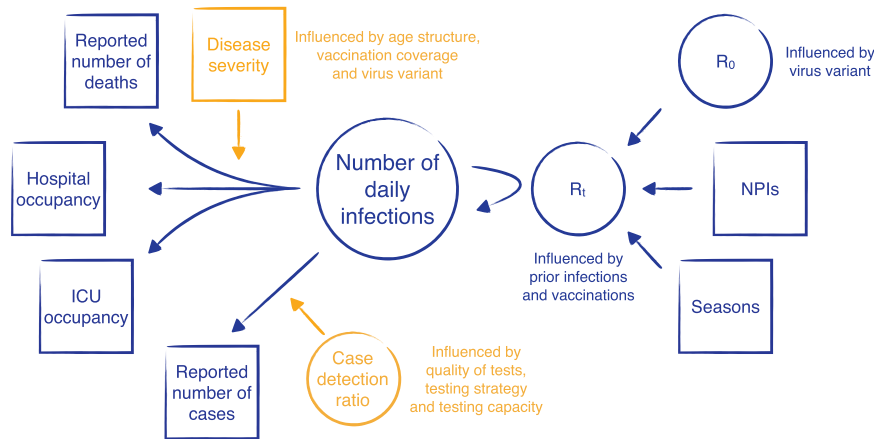 Reported
number of
deaths
Disease
severity
Influenced by age structure,
vaccination coverage
and virus variant
R₀
Influenced by
virus variant
Hospital
occupancy
Number of
daily
infections
Rₜ
NPIs
Influenced by
prior infections
and vaccinations
ICU
occupancy
Seasons
Reported
number of
cases
Case
detection
ratio
Influenced by
quality of tests,
testing strategy
and testing capacity